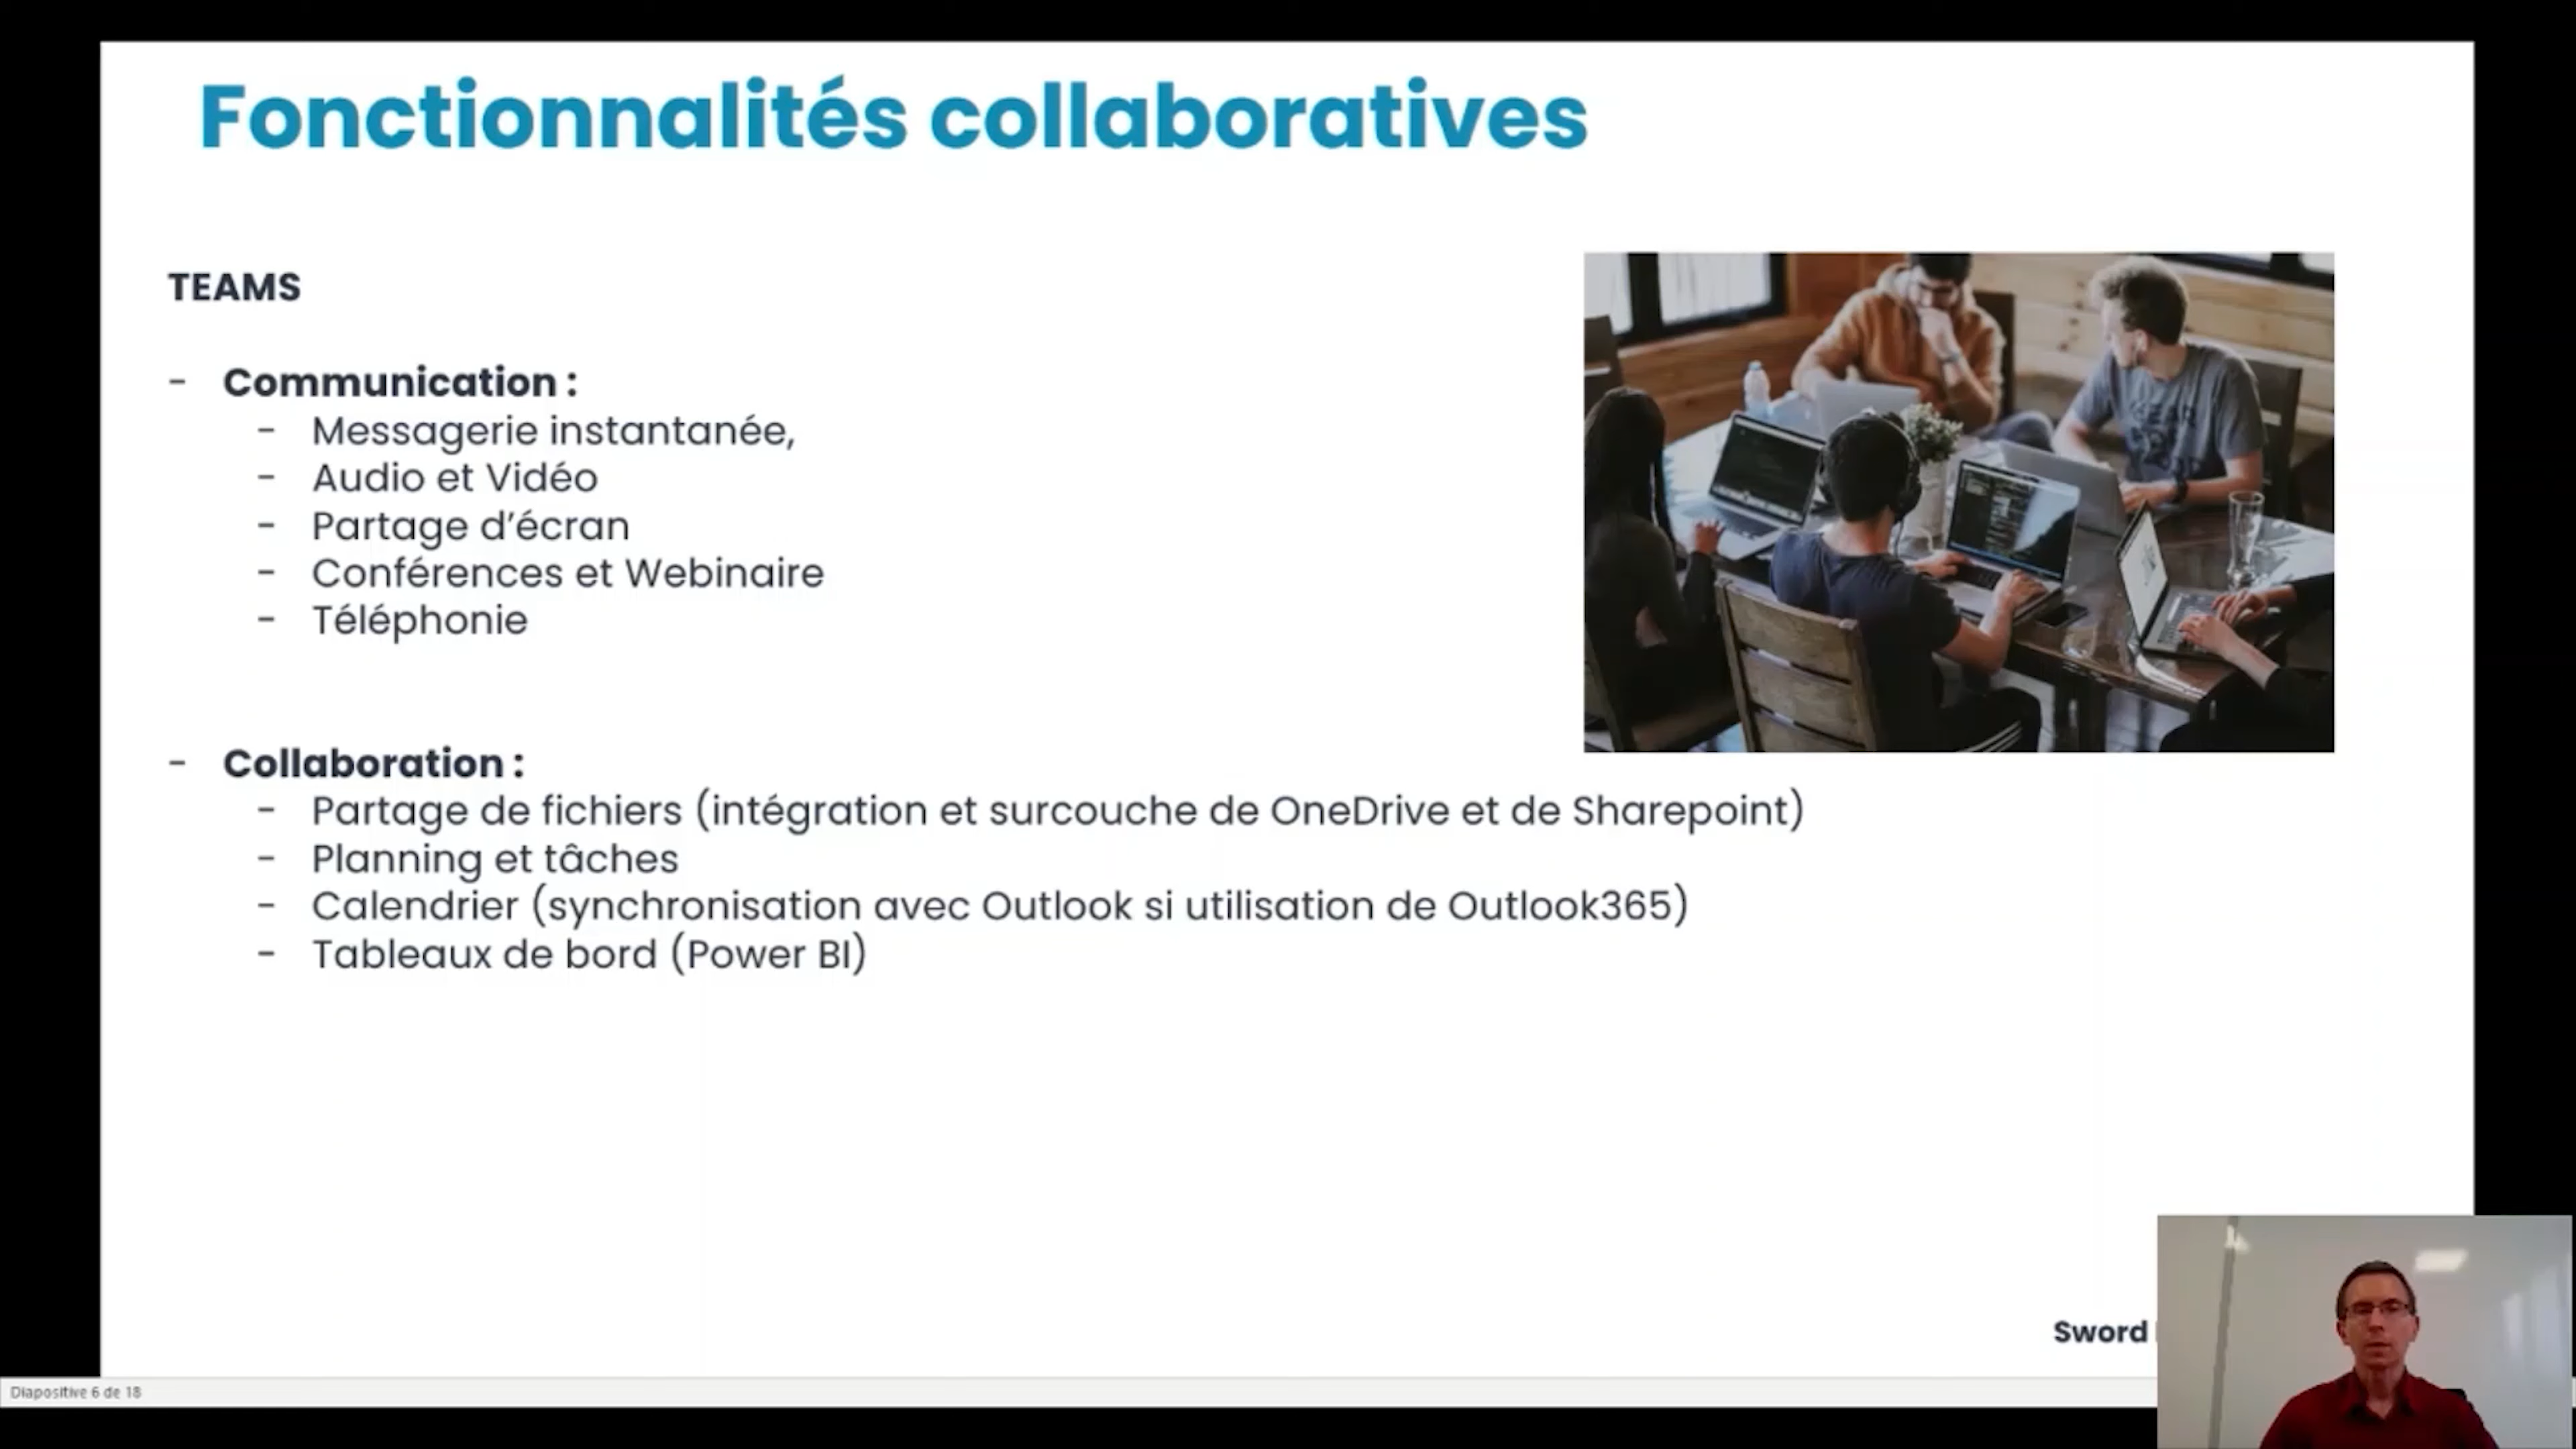 Fonctionnalités collaboratives
TEAMS
- Communication :
- Messagerie instantanée,
- Audio et Vidéo
- Partage d’écran
- Conférences et Webinaire
- Téléphonie
- Collaboration :
- Partage de fichiers (intégration et surcouche de OneDrive et de Sharepoint)
- Planning et tâches
- Calendrier (synchronisation avec Outlook si utilisation de Outlook365)
- Tableaux de bord (Power BI)
Sword
Diapositive 6 de 18